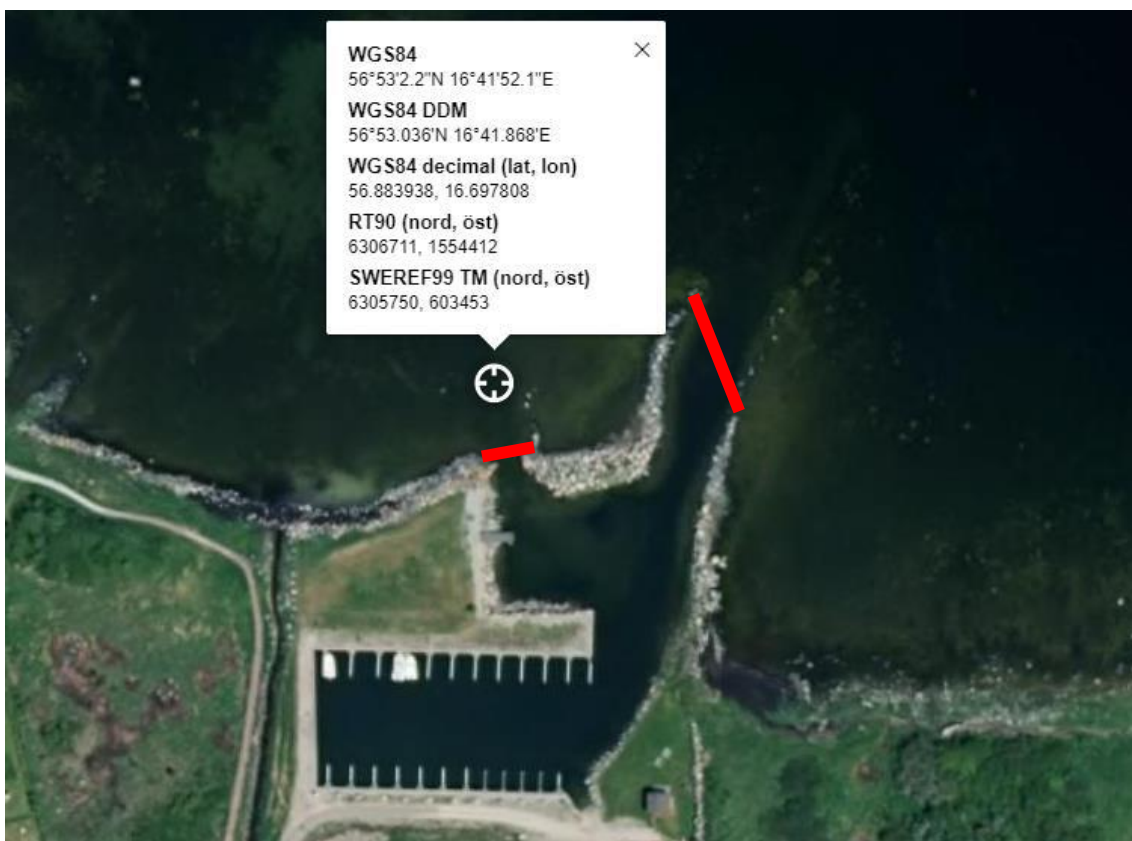 WGS84
56°53'2.2"N 16°41'52.1"E
WGS84 DDM
56°53.036'N 16°41.868'E
WGS84 decimal (lat, lon)
56.883938, 16.697808
RT90 (nord, öst)
6306711, 1554412
SWEREF99 TM (nord, öst)
6305750, 603453